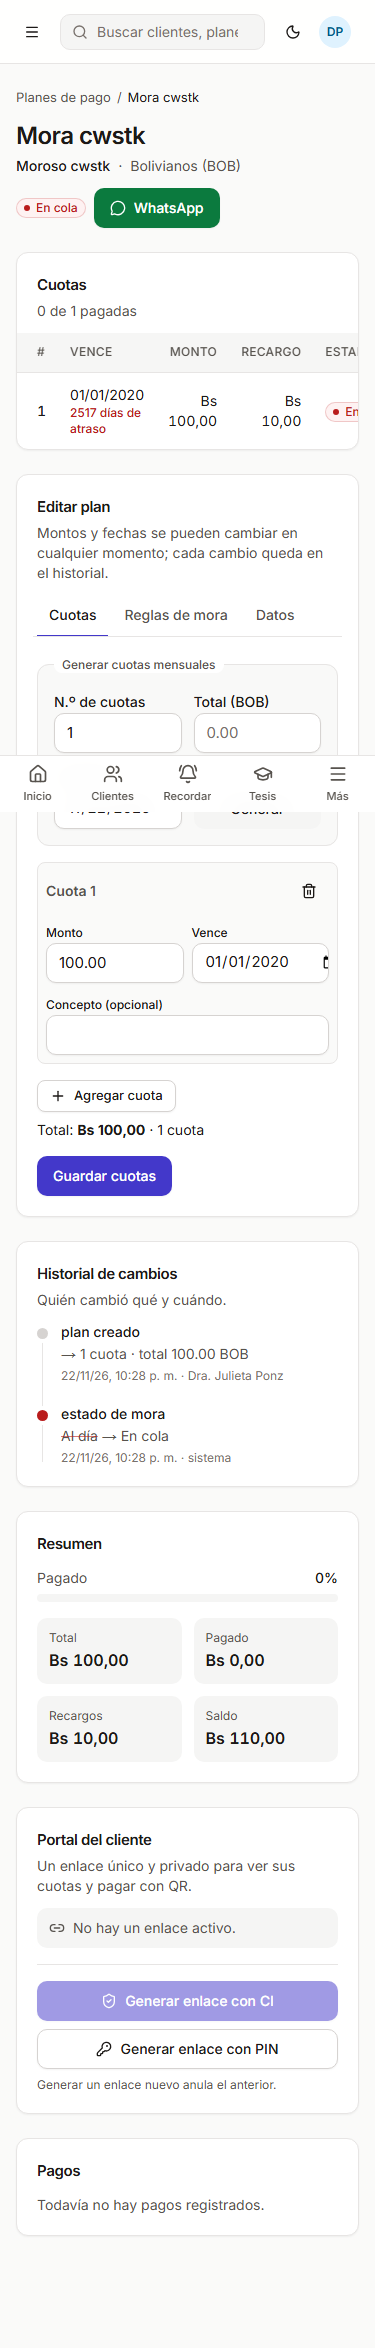 Buscar clientes, plane
DP
Planes de pago / Mora cwstk
Mora cwstk
Moroso cwstk · Bolivianos (BOB)
En cola
WhatsApp
Cuotas
0 de 1 pagadas
# VENCE MONTO RECARGO ESTA
1 01/01/2020 2517 días de atraso Bs 100,00 Bs 10,00 En
Editar plan
Montos y fechas se pueden cambiar en
cualquier momento; cada cambio queda en
el historial.
Cuotas Reglas de mora Datos
Generar cuotas mensuales
N.º de cuotas Total (BOB)
1 0.00
Inicio Clientes Recordar Tesis Más
Cuota 1
Monto Vence
100.00 01/01/2020
Concepto (opcional)
Agregar cuota
Total: Bs 100,00 · 1 cuota
Guardar cuotas
Historial de cambios
Quién cambió qué y cuándo.
plan creado
→ 1 cuota · total 100.00 BOB
22/11/26, 10:28 p. m. · Dra. Julieta Ponz
estado de mora
Al día → En cola
22/11/26, 10:28 p. m. · sistema
Resumen
Pagado 0%
Total Pagado
Bs 100,00 Bs 0,00
Recargos Saldo
Bs 10,00 Bs 110,00
Portal del cliente
Un enlace único y privado para ver sus
cuotas y pagar con QR.
No hay un enlace activo.
Generar enlace con CI
Generar enlace con PIN
Generar un enlace nuevo anula el anterior.
Pagos
Todavía no hay pagos registrados.